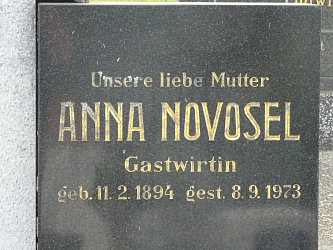 Unsere liebe Mutter
ANNA NOVOSEL
Gastwirtin
geb. 11. 2. 1894 gest. 8. 9. 1973